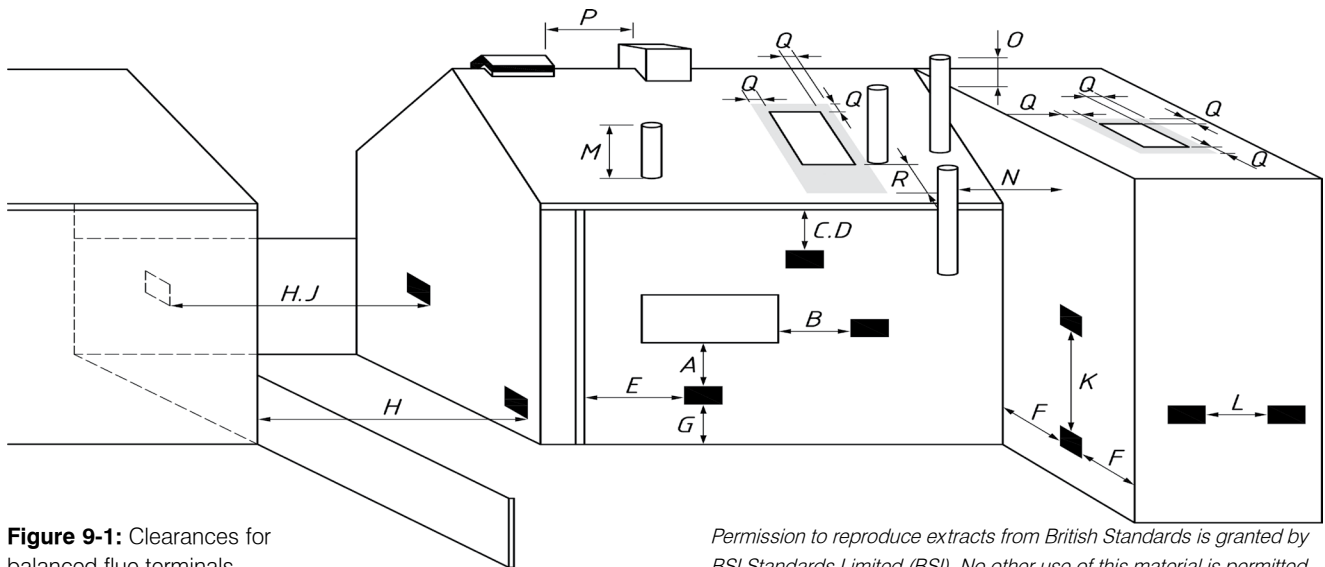 P
Q
O
Q
Q
Q
Q
Q
Q
M
R
N
C.D
H.J
B
A
E
K
H
G
F
L
F
Figure 9-1: Clearances for
balanced flue terminals
Permission to reproduce extracts from British Standards is granted by
BSI Standards Limited (BSI). No other use of this material is permitted